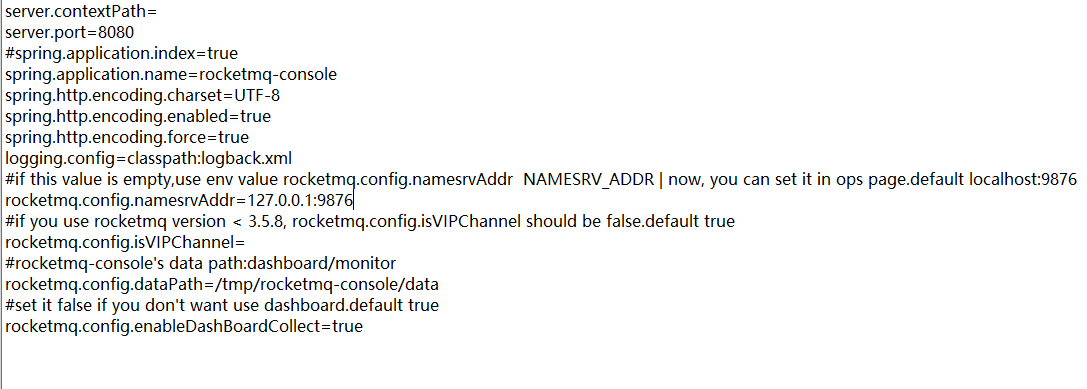 server.contextPath=
server.port=8080
#spring.application.index=true
spring.application.name=rocketmq-console
spring.http.encoding.charset=UTF-8
spring.http.encoding.enabled=true
spring.http.encoding.force=true
logging.config=classpath:logback.xml
#if this value is empty,use env value rocketmq.config.namesrvAddr  NAMESRV_ADDR | now, you can set it in ops page.default localhost:9876
rocketmq.config.namesrvAddr=127.0.0.1:9876
#if you use rocketmq version < 3.5.8, rocketmq.config.isVIPChannel should be false.default true
rocketmq.config.isVIPChannel=
#rocketmq-console's data path:dashboard/monitor
rocketmq.config.dataPath=/tmp/rocketmq-console/data
#set it false if you don't want use dashboard.default true
rocketmq.config.enableDashBoardCollect=true